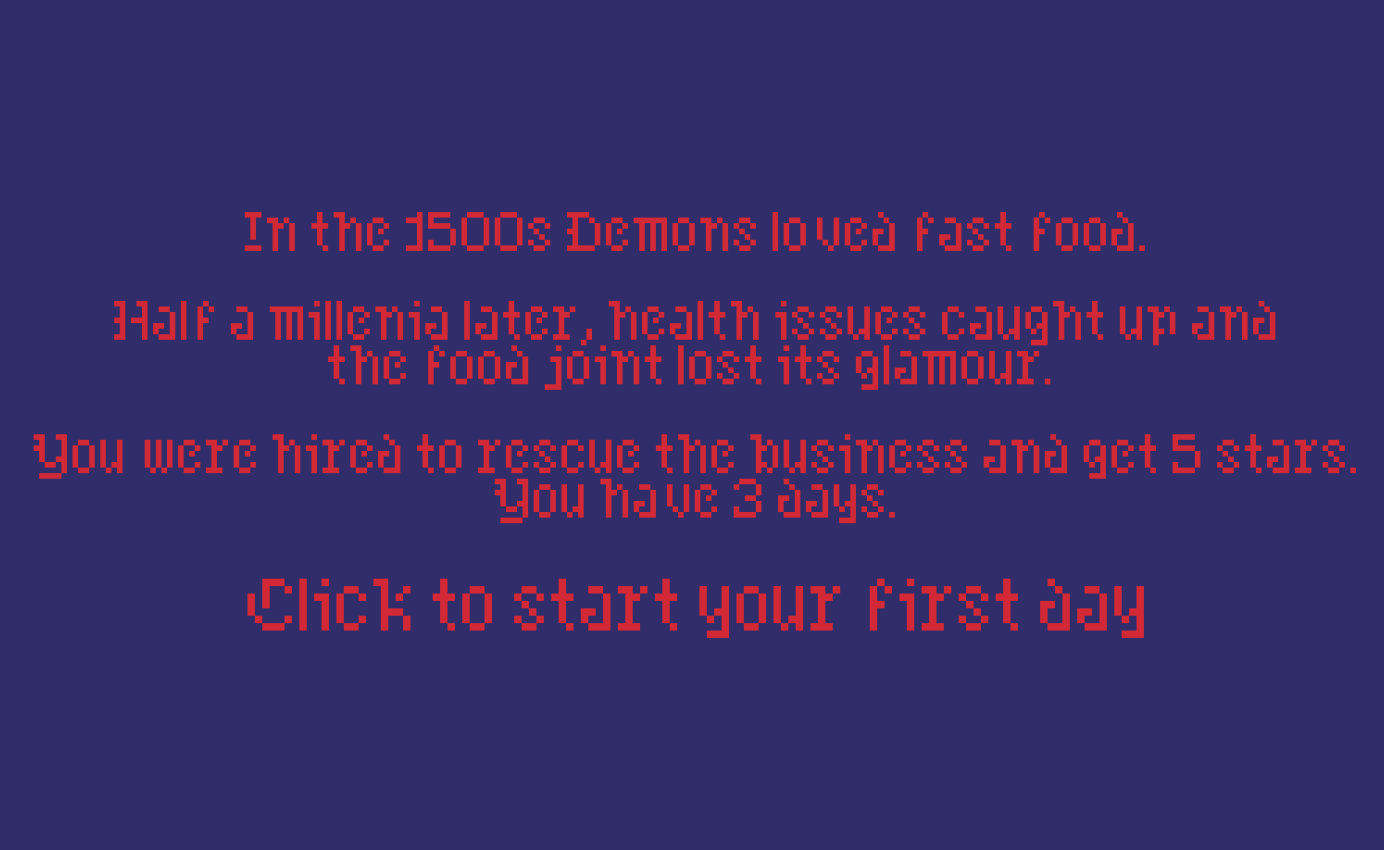 In the 1500s Demons loved fast food.
Half a millenia later, health issues caught up and
the food joint lost its glamour.
You were hired to rescue the business and get 5 stars.
You have 3 days.
Click to start your first day